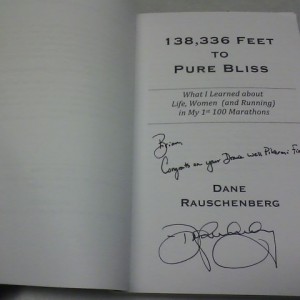 138,336 FEET
TO
PURE BLISS
What I Learned about
Life, Women (and Running)
in My 1st 100 Marathons
Brian
Congrats on your
DANE
RAUSCHENBERG